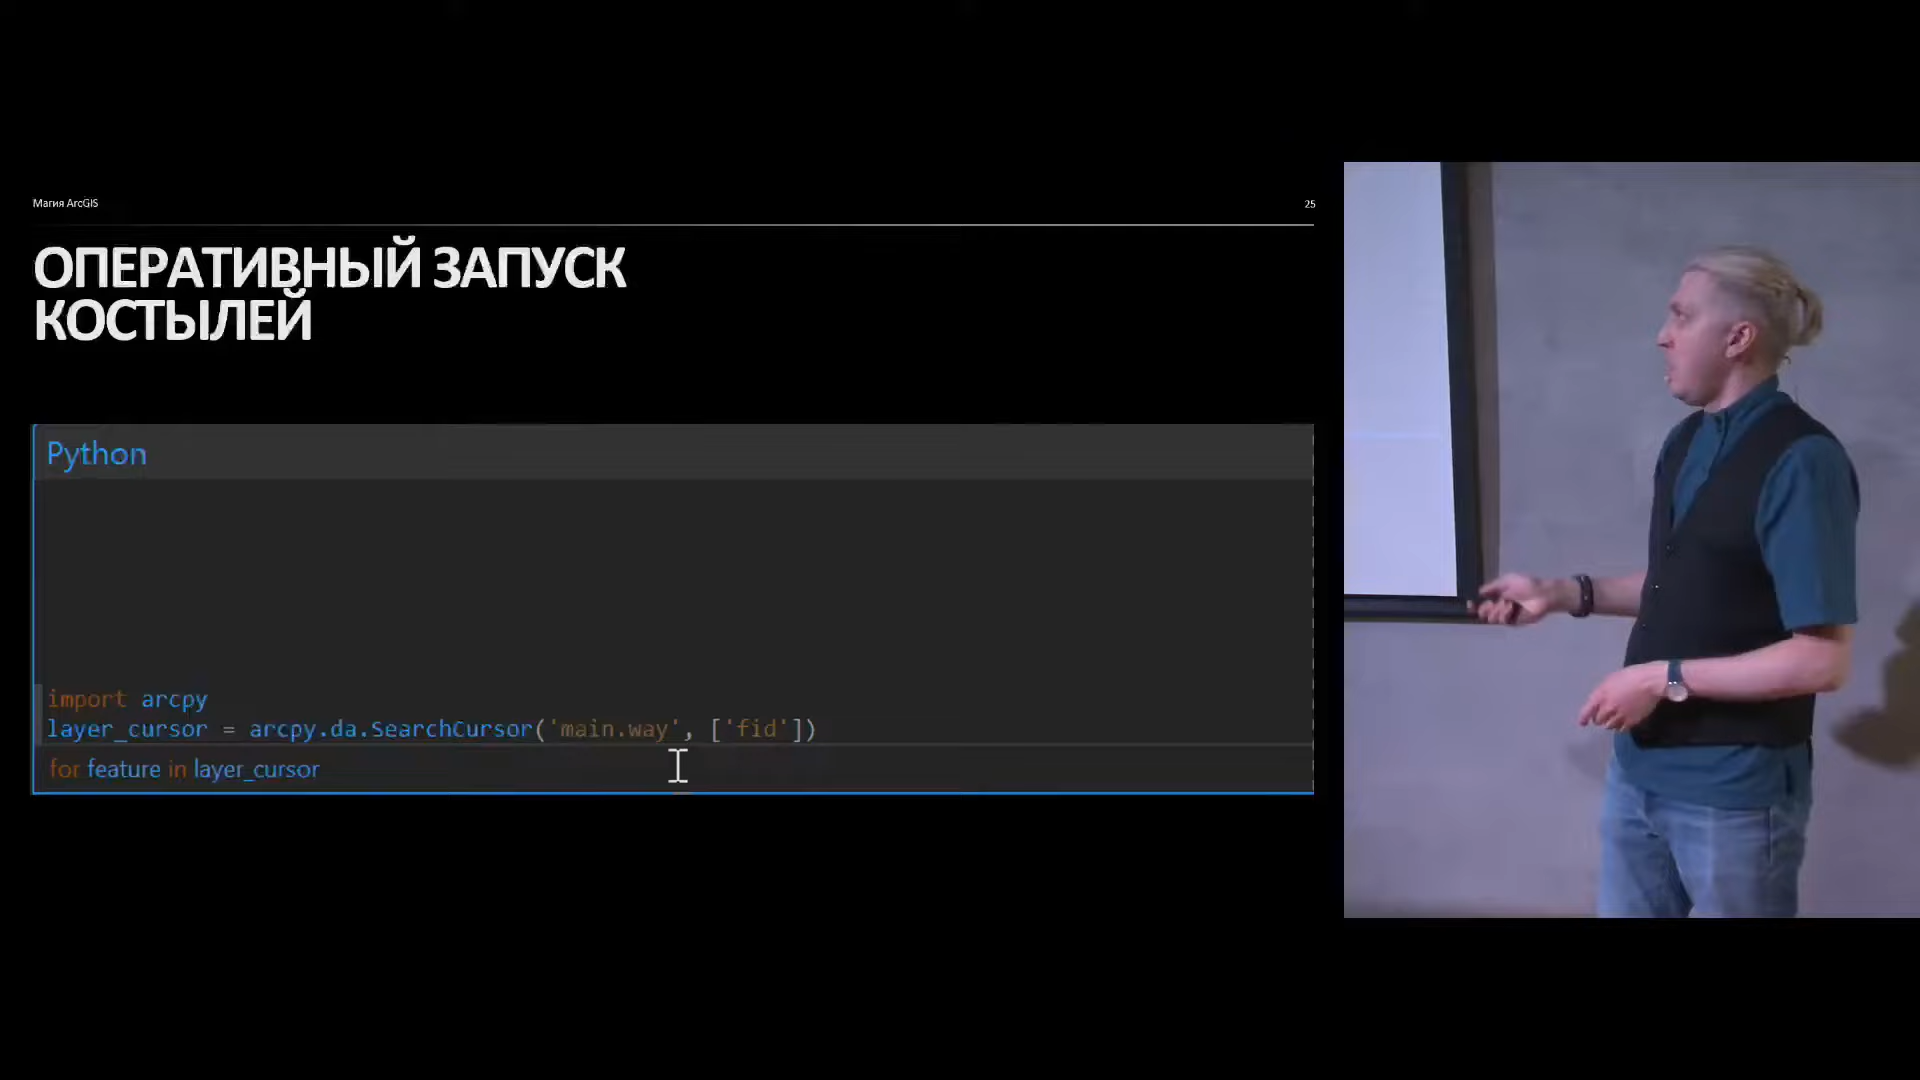 Магия ArcGIS
25
ОПЕРАТИВНЫЙ ЗАПУСК
КОСТЫЛЕЙ
Python
import arcpy
layer_cursor = arcpy.da.SearchCursor('main.way', ['fid'])
for feature in layer_cursor